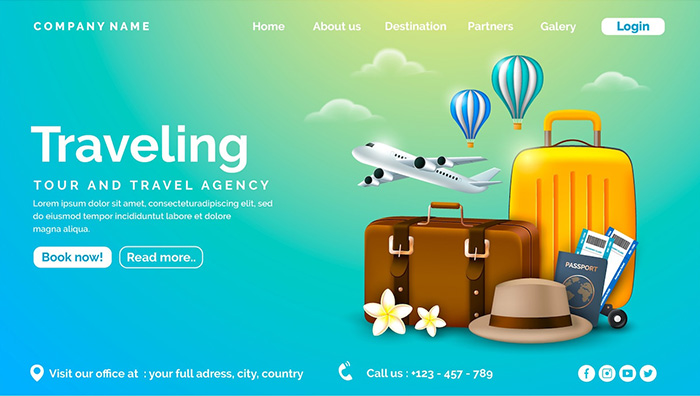 COMPANY NAME
Home About us Destination Partners Galery Login
Traveling
TOUR AND TRAVEL AGENCY
Lorem ipsum dolor sit amet, consecteturadipiscing elit, sed
do eiusmod tempor incididunt ut labore et dolore
magna aliqua.
Book now! Read more..
PASSPORT
Visit our office at : your full adress, city, country
Call us : +123 - 457 - 789